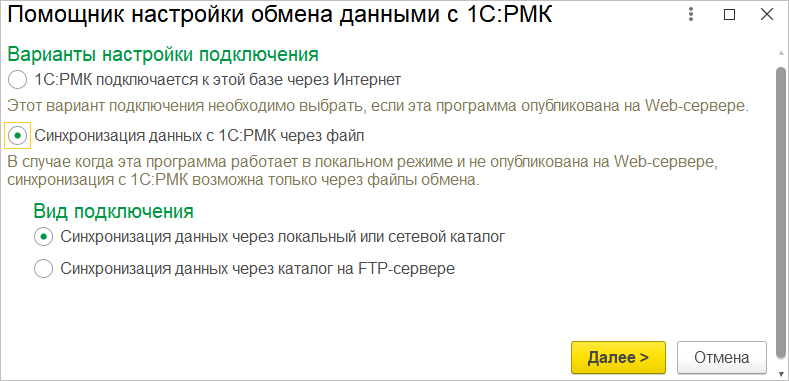 Помощник настройки обмена данными с 1С:РМК
Варианты настройки подключения
1С:РМК подключается к этой базе через Интернет
Этот вариант подключения необходимо выбрать, если эта программа опубликована на Web-сервере.
Синхронизация данных с 1С:РМК через файл
В случае когда эта программа работает в локальном режиме и не опубликована на Web-сервере,
синхронизация с 1С:РМК возможна только через файлы обмена.
Вид подключения
Синхронизация данных через локальный или сетевой каталог
Синхронизация данных через каталог на FTP-сервере
Далее >
Отмена